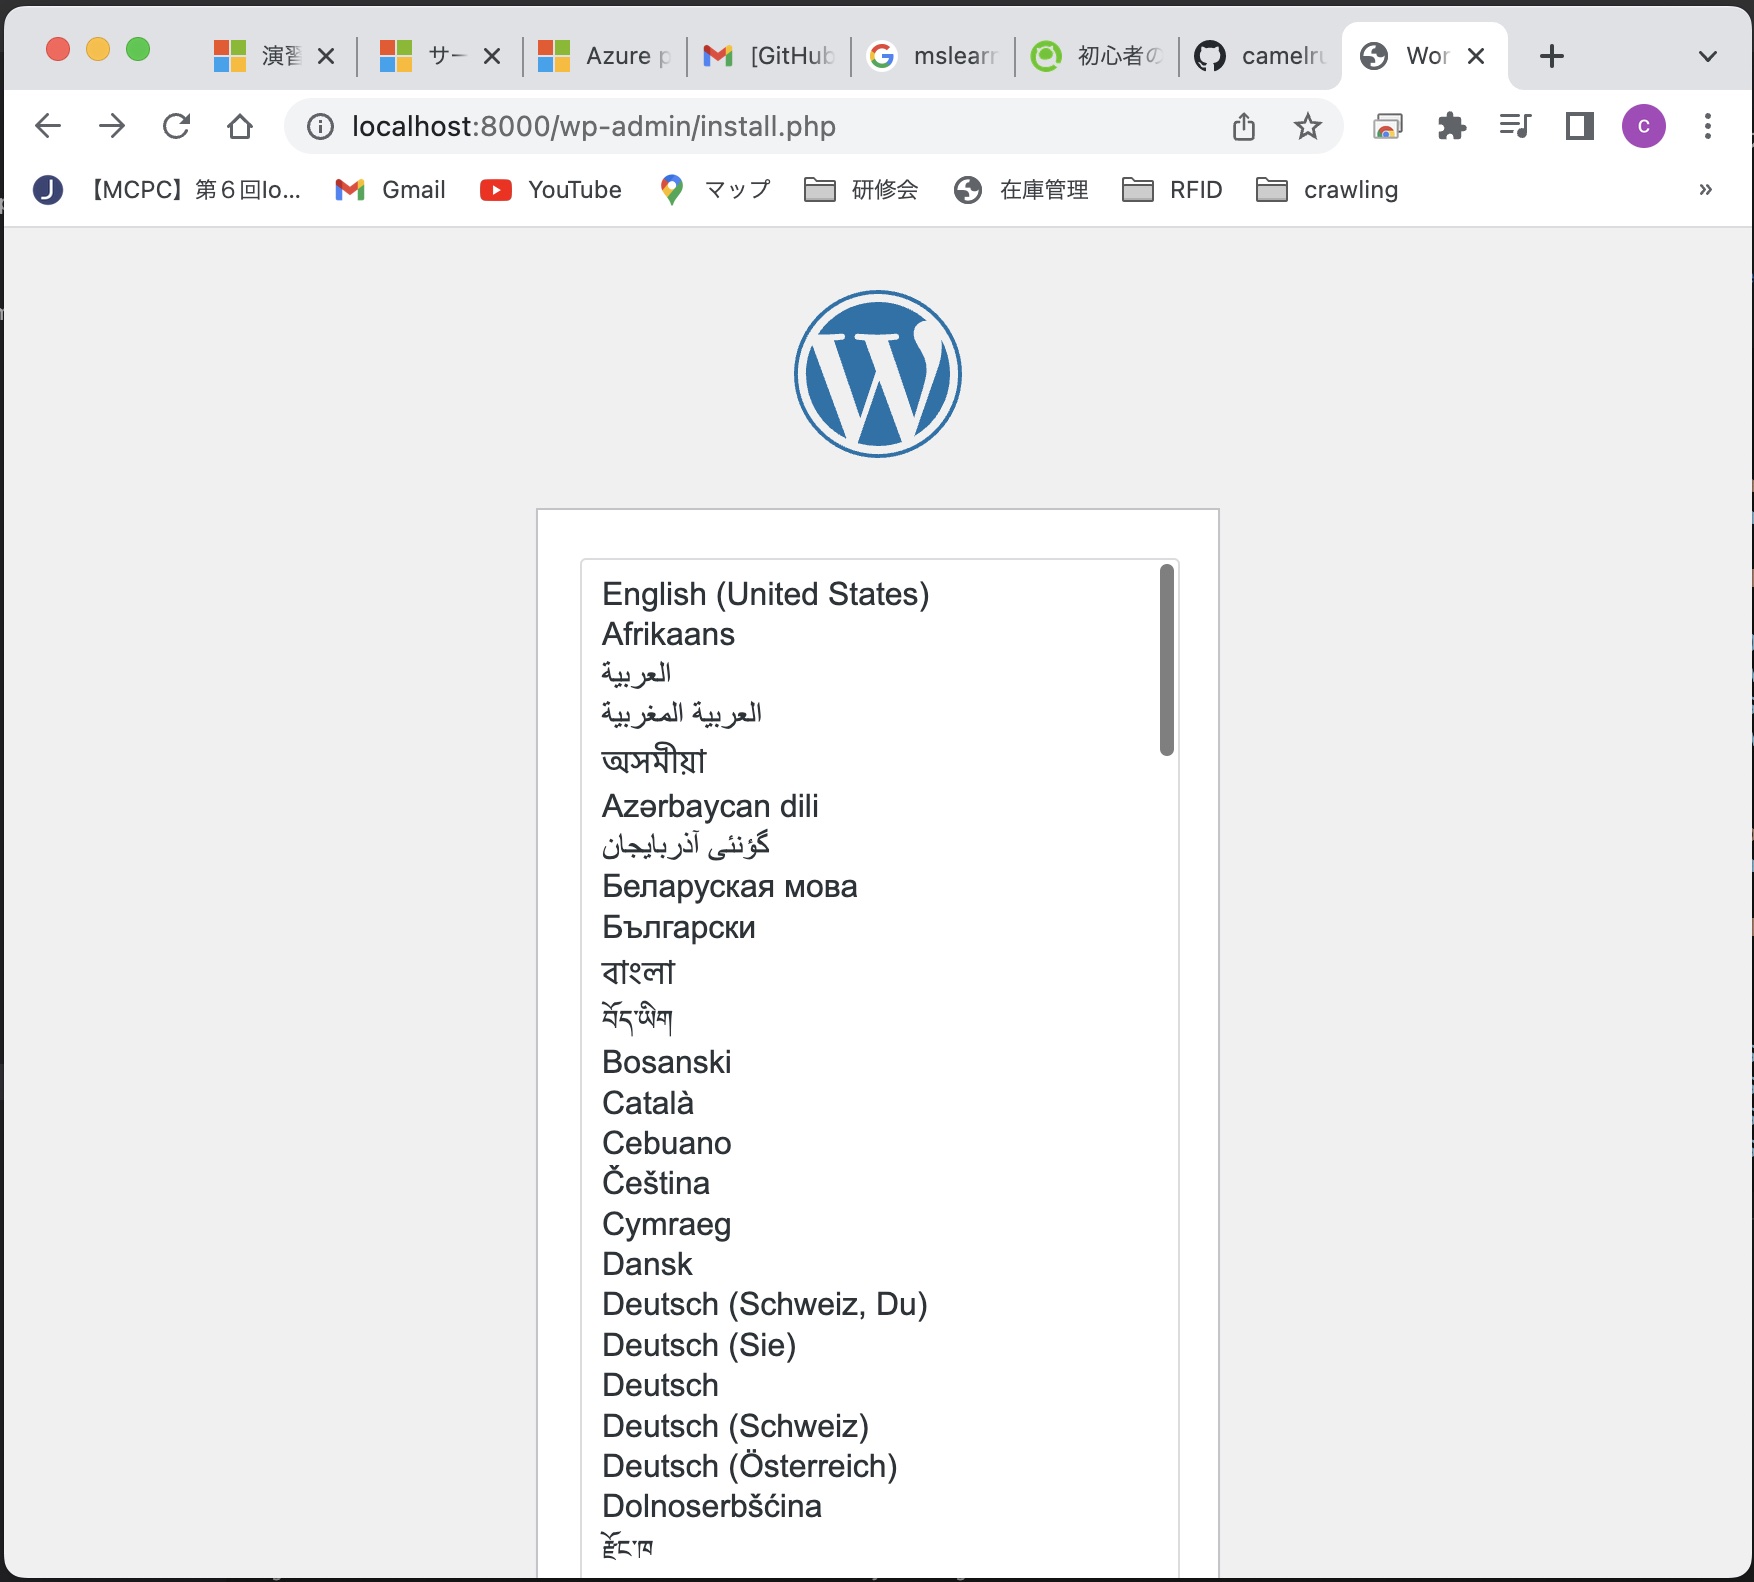 演習
サー
Azure p
[GitHub
mslearn
初心者の
camelru
Wor
localhost:8000/wp-admin/install.php
C
【MCPC】第６回Io...
Gmail
YouTube
マップ
研修会
在庫管理
RFID
crawling
»
English (United States)
Afrikaans
العربية
العربية المغربية
অসমীয়া
Azərbaycan dili
گؤنئی آذربایجان
Беларуская мова
Български
বাংলা
བོད་ཡིག
Bosanski
Català
Cebuano
Čeština
Cymraeg
Dansk
Deutsch (Schweiz, Du)
Deutsch (Sie)
Deutsch
Deutsch (Schweiz)
Deutsch (Österreich)
Dolnoserbšćina
རྫོང་ཁ